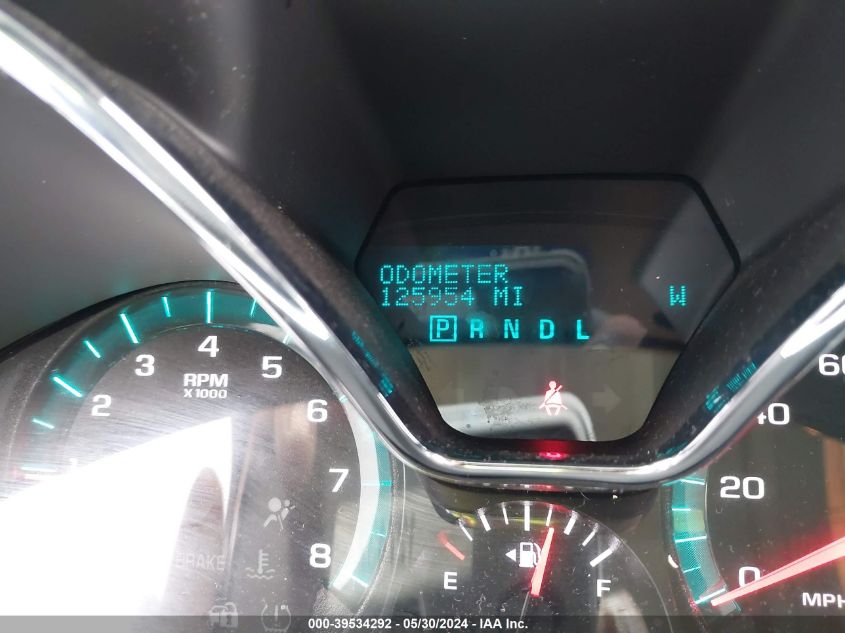 ODOMETER
125954 MI
W
P R N D L
2 3 4 5 6 7 8
RPM
X1000
BRAKE
E F
0 20 40 60
MPH
000-39534292 - 05/30/2024 - IAA Inc.